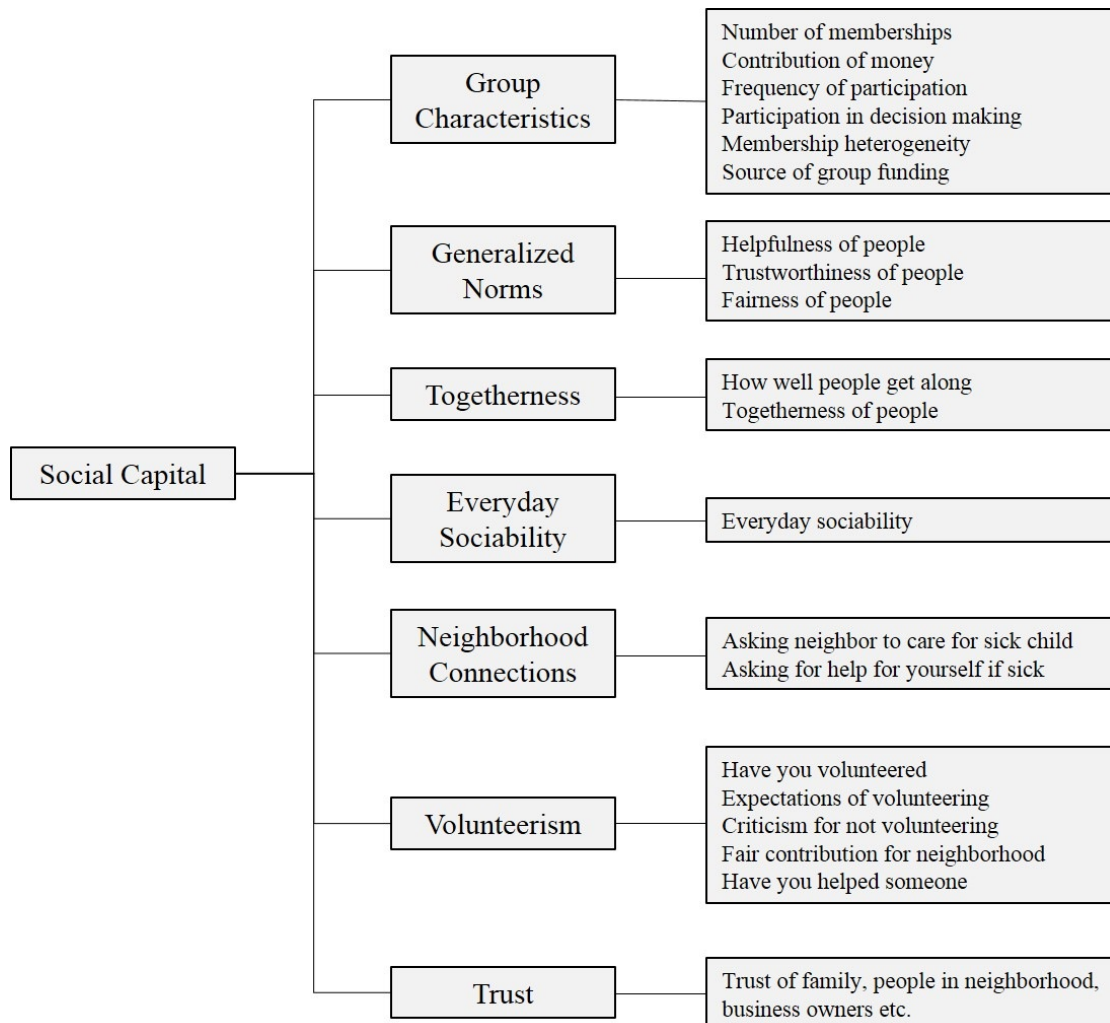 Social Capital
Group
Characteristics
Number of memberships
Contribution of money
Frequency of participation
Participation in decision making
Membership heterogeneity
Source of group funding
Generalized
Norms
Helpfulness of people
Trustworthiness of people
Fairness of people
Togetherness
How well people get along
Togetherness of people
Everyday
Sociability
Everyday sociability
Neighborhood
Connections
Asking neighbor to care for sick child
Asking for help for yourself if sick
Volunteerism
Have you volunteered
Expectations of volunteering
Criticism for not volunteering
Fair contribution for neighborhood
Have you helped someone
Trust
Trust of family, people in neighborhood,
business owners etc.